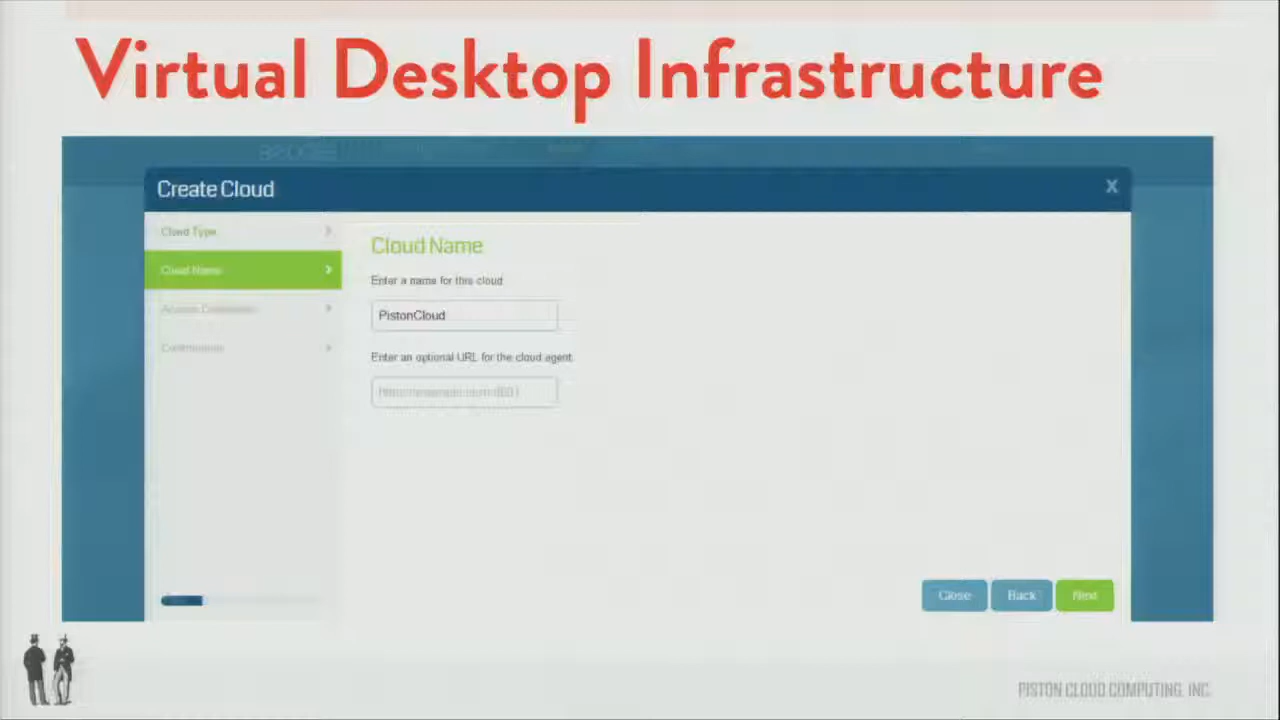 Virtual Desktop Infrastructure
Create Cloud
X
Cloud Type
Cloud Name
Cloud Name
Enter a name for this cloud
PistonCloud
Enter an optional URL for the cloud agent
Close
Back
Next
PISTON CLOUD COMPUTING, INC.